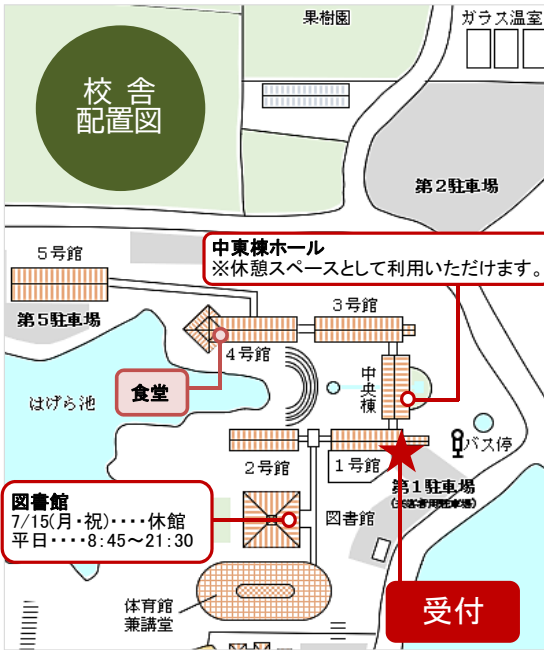 果樹園
ガラス温室
校 舎
配置図
第2駐車場
5号館
中東棟ホール
※休憩スペースとして利用いただけます。
3号館
第5駐車場
4号館
中央棟
食堂
はげら池
バス停
2号館
1号館
第1駐車場
図書館
7/15(月・祝)‥‥休館
平日‥‥8:45～21:30
図書館
体育館
兼講堂
受付